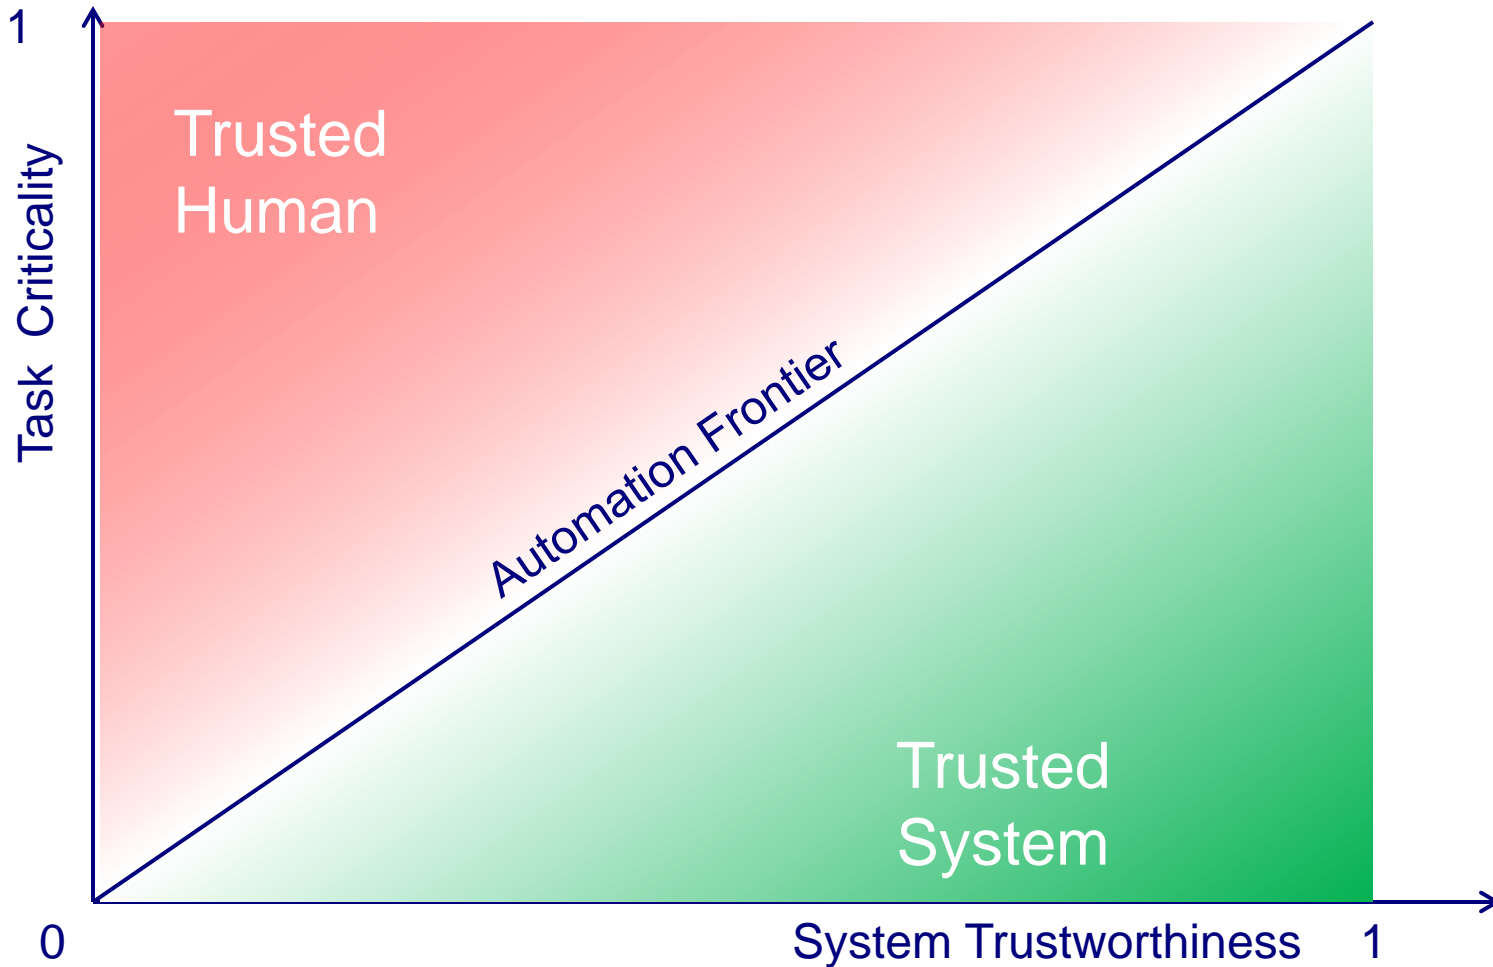 1
Trusted
Human
Task Criticality
Automation Frontier
Trusted
System
0
System Trustworthiness
1